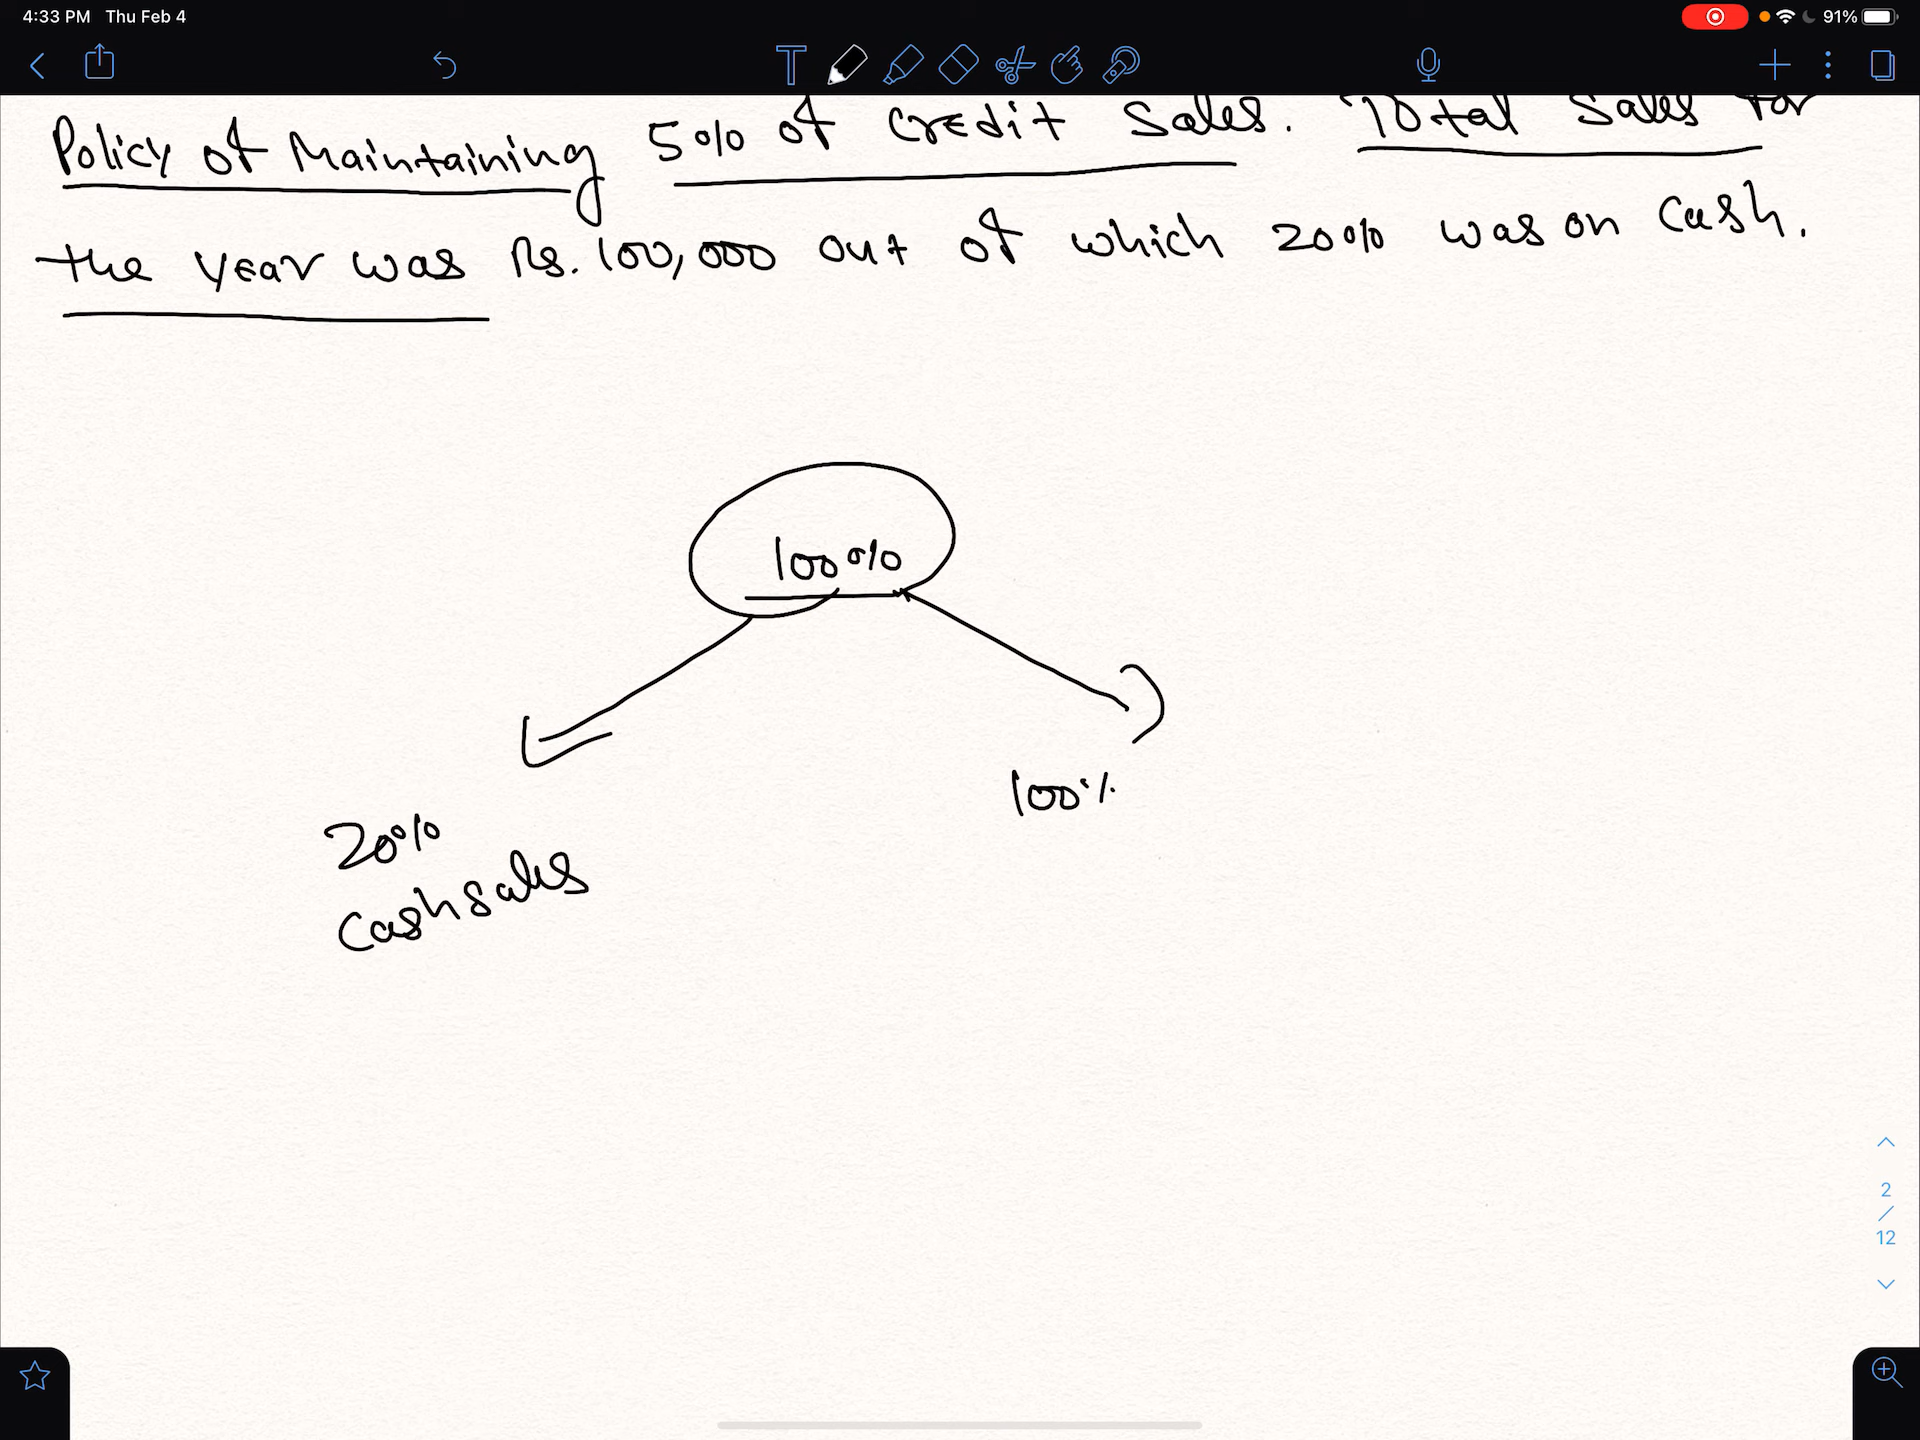 4:33 PM Thu Feb 4
91%
T
Policy of Maintaining 5% of credit Sales. Total Sales for
the year was Rs. 100,000 out of which 20% was on cash.
100%
100%
20%
cash sales
2
/
12